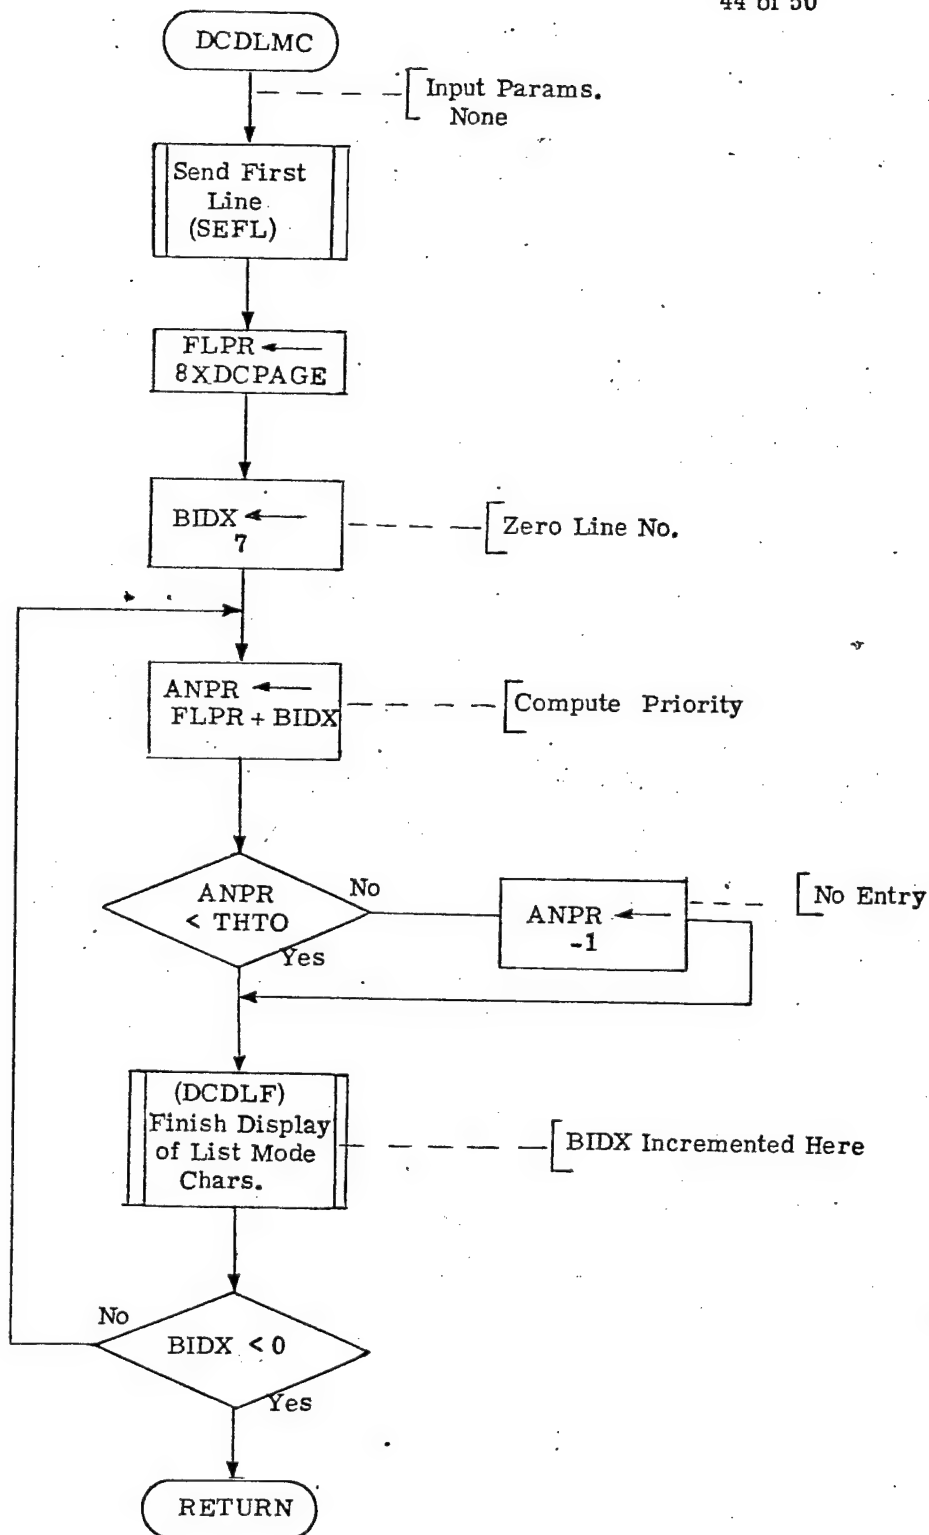 44 of 50
DCDLMC
Input Params.
None
Send First
Line
(SEFL)
FLPR ←
8XDCPAGE
BIDX ←
7
Zero Line No.
ANPR ←
FLPR + BIDX
Compute Priority
ANPR
< THTO
No
Yes
ANPR ←
-1
No Entry
(DCDLF)
Finish Display
of List Mode
Chars.
BIDX Incremented Here
No
BIDX < 0
Yes
RETURN